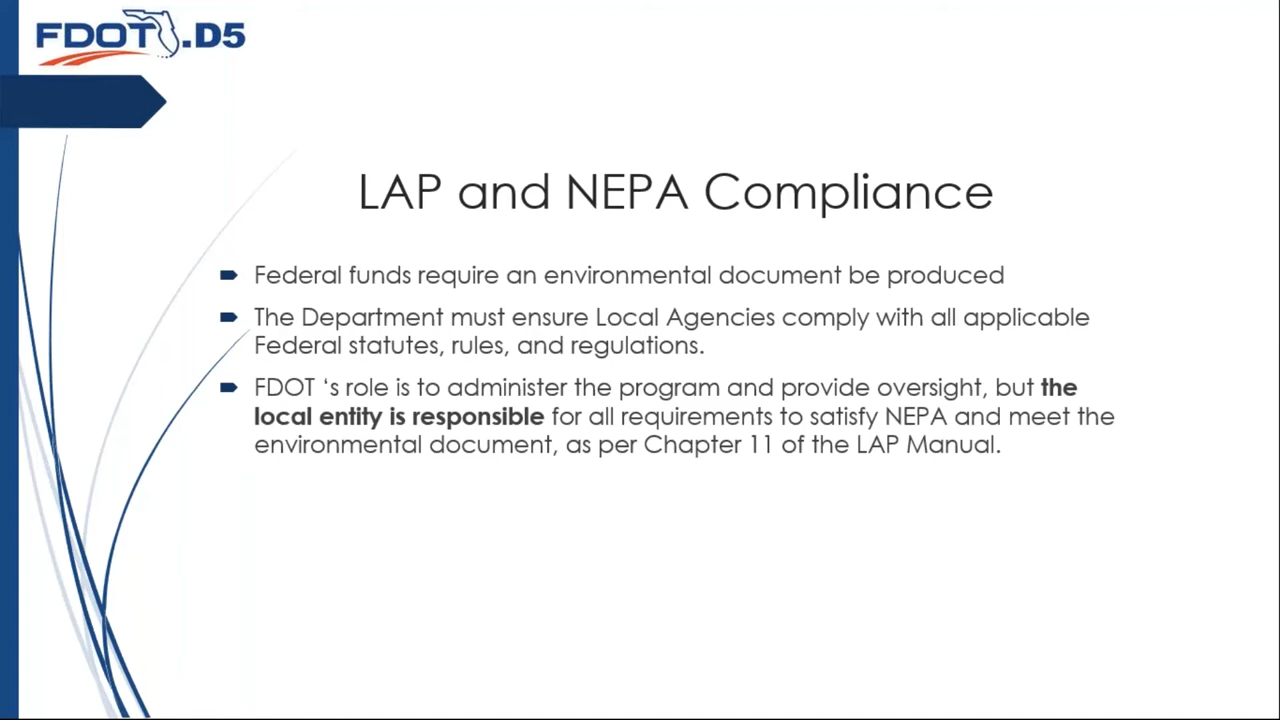 FDOT.D5
LAP and NEPA Compliance
Federal funds require an environmental document be produced
The Department must ensure Local Agencies comply with all applicable
Federal statutes, rules, and regulations.
FDOT ‘s role is to administer the program and provide oversight, but the
local entity is responsible for all requirements to satisfy NEPA and meet the
environmental document, as per Chapter 11 of the LAP Manual.